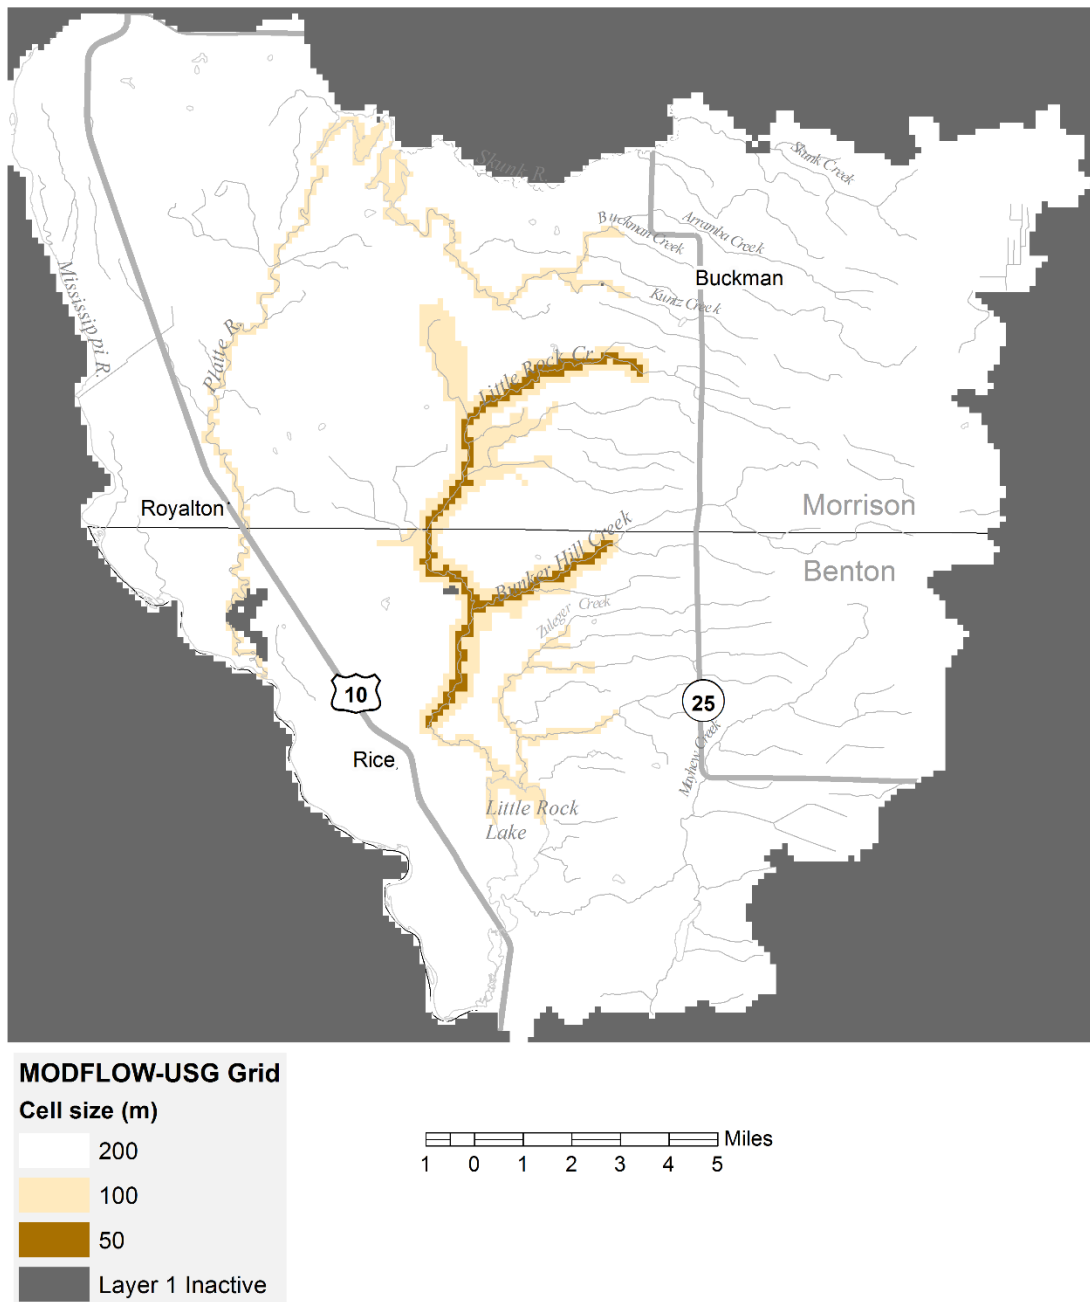 Skunk R.
Skunk Creek
Buckman Creek
Arramba Creek
Buckman
Mississippi R.
Kuntz Creek
Platte R.
Little Rock Cr.
Royalton
Morrison
Bunker Hill Creek
Benton
Zuleger Creek
10
25
Rice
Mayhew Creek
Little Rock
Lake
MODFLOW-USG Grid
Cell size (m)
200
100
50
Layer 1 Inactive
Miles
1 0 1 2 3 4 5